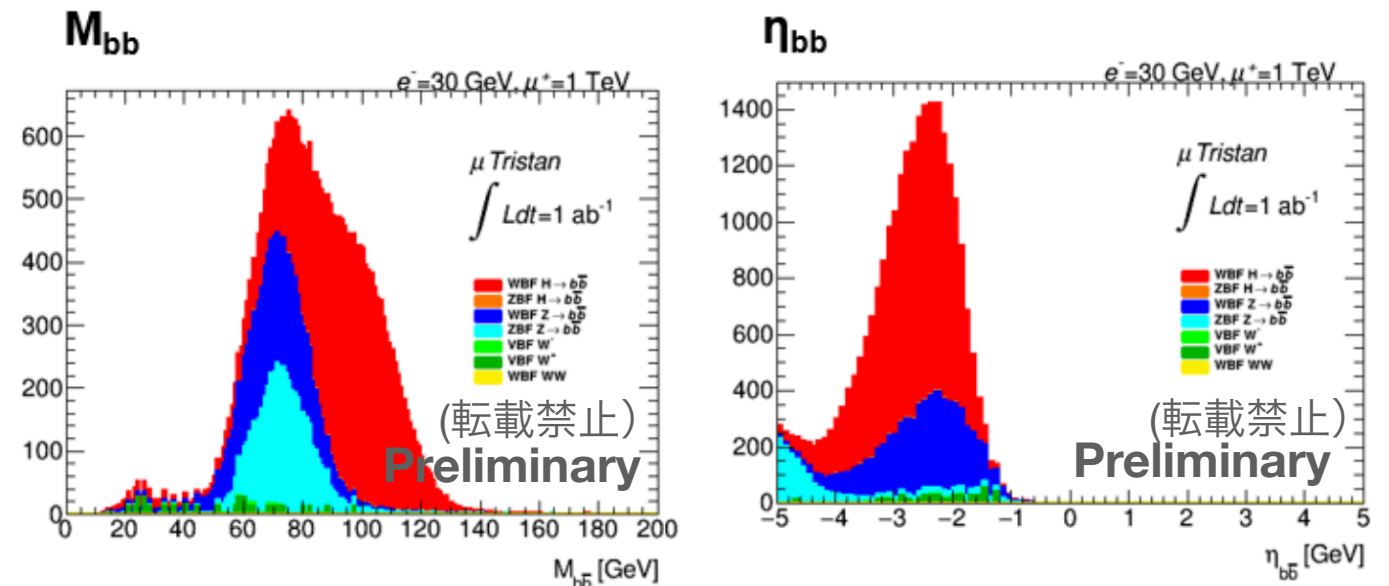 M_bb
e⁻=30 GeV, μ⁺=1 TeV
μ Tristan
∫ Ldt=1 ab⁻¹
WBF H→bb̅
ZBF H→bb̅
WBF Z→bb̅
ZBF Z→bb̅
VBF W⁻
VBF W⁺
WBF WW
(転載禁止）
Preliminary
600
500
400
300
200
100
0
0 20 40 60 80 100 120 140 160 180 200
M_bb̅ [GeV]
η_bb
e⁻=30 GeV, μ⁺=1 TeV
μ Tristan
∫ Ldt=1 ab⁻¹
WBF H→bb̅
ZBF H→bb̅
WBF Z→bb̅
ZBF Z→bb̅
VBF W⁻
VBF W⁺
WBF WW
(転載禁止）
Preliminary
1400
1200
1000
800
600
400
200
0
−5 −4 −3 −2 −1 0 1 2 3 4 5
η_bb̅ [GeV]